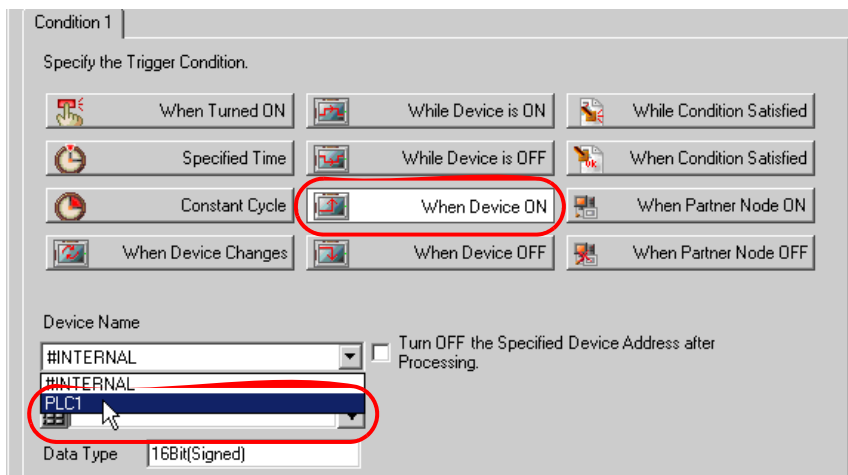 Condition 1
Specify the Trigger Condition.
When Turned ON
While Device is ON
While Condition Satisfied
Specified Time
While Device is OFF
When Condition Satisfied
OK
Constant Cycle
When Device ON
When Partner Node ON
When Device Changes
When Device OFF
When Partner Node OFF
Device Name
#INTERNAL
Turn OFF the Specified Device Address after
Processing.
#INTERNAL
PLC1
Data Type
16Bit(Signed)